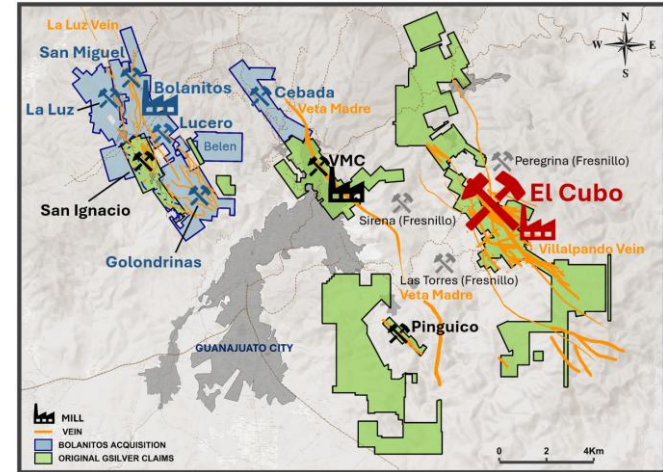 La Luz Vein
N
W E
S
San Miguel
Bolanitos
Cebada
La Luz
Veta Madre
Lucero
Belen
VMC
Peregrina (Fresnillo)
El Cubo
San Ignacio
Sirena (Fresnillo)
Golondrinas
Villalpando Vein
Las Torres (Fresnillo)
Veta Madre
Pinguico
GUANAJUATO CITY
MILL
VEIN
BOLANITOS ACQUISITION
ORIGINAL GSILVER CLAIMS
0 2 4Km